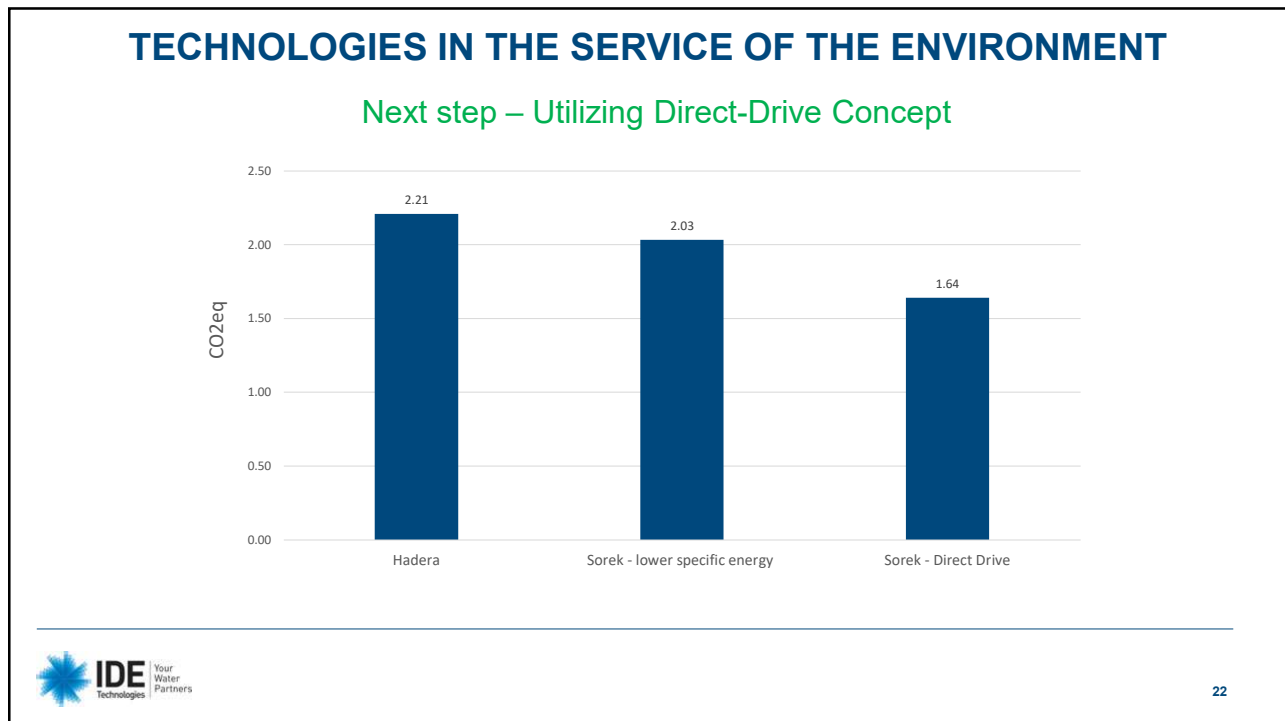 TECHNOLOGIES IN THE SERVICE OF THE ENVIRONMENT
Next step – Utilizing Direct-Drive Concept
2.50
2.00
1.50
1.00
0.50
0.00
CO2eq
2.21
2.03
1.64
Hadera
Sorek - lower specific energy
Sorek - Direct Drive
IDE
Technologies
Your
Water
Partners
22